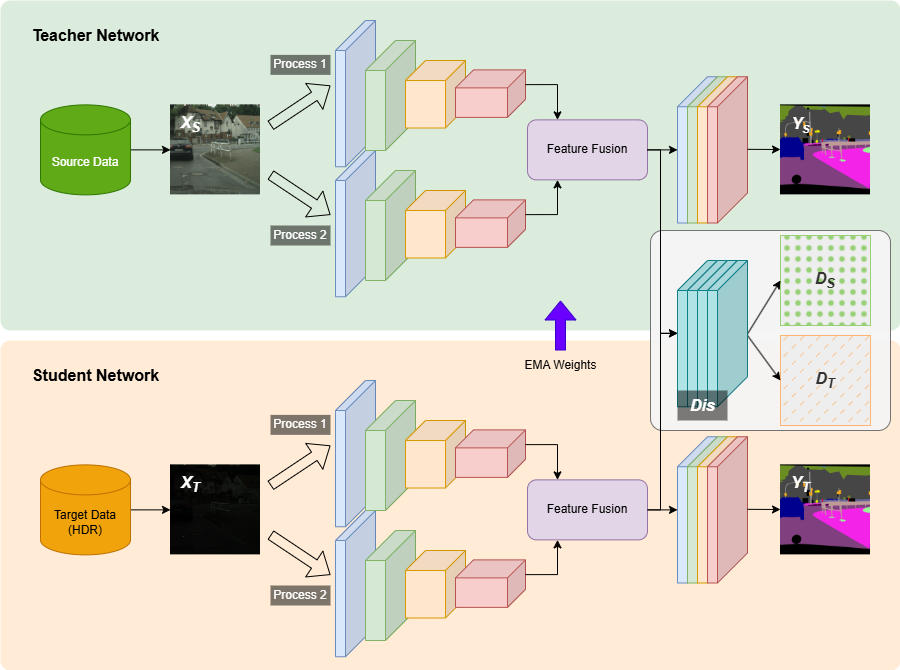 Teacher Network
Process 1
Source Data
X_S
Process 2
Feature Fusion
Y_S
D_S
D_T
Dis
EMA Weights
Student Network
Process 1
Target Data
(HDR)
X_T
Process 2
Feature Fusion
Y_T